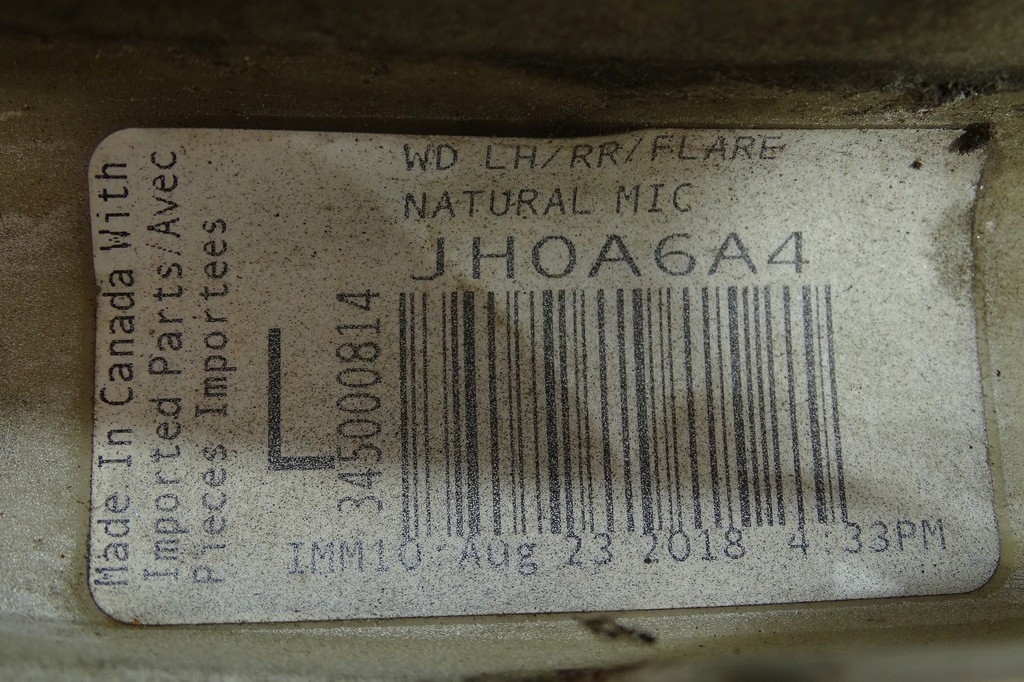 Made In Canada With
Imported Parts/Avec
Pieces Importees
L
3450000814
WD LH/RR/FLARE
NATURAL MIC
JH0A6A4
IMM10 Aug 23 2018 4:33PM